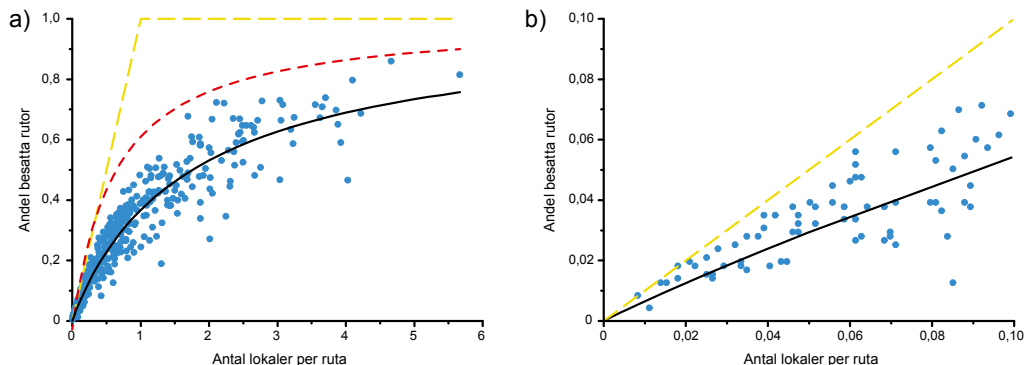 a)
Andel besatta rutor
1,0
0,8
0,6
0,4
0,2
0
0 1 2 3 4 5 6
Antal lokaler per ruta
b)
Andel besatta rutor
0,10
0,08
0,06
0,04
0,02
0
0 0,02 0,04 0,06 0,08 0,10
Antal lokaler per ruta